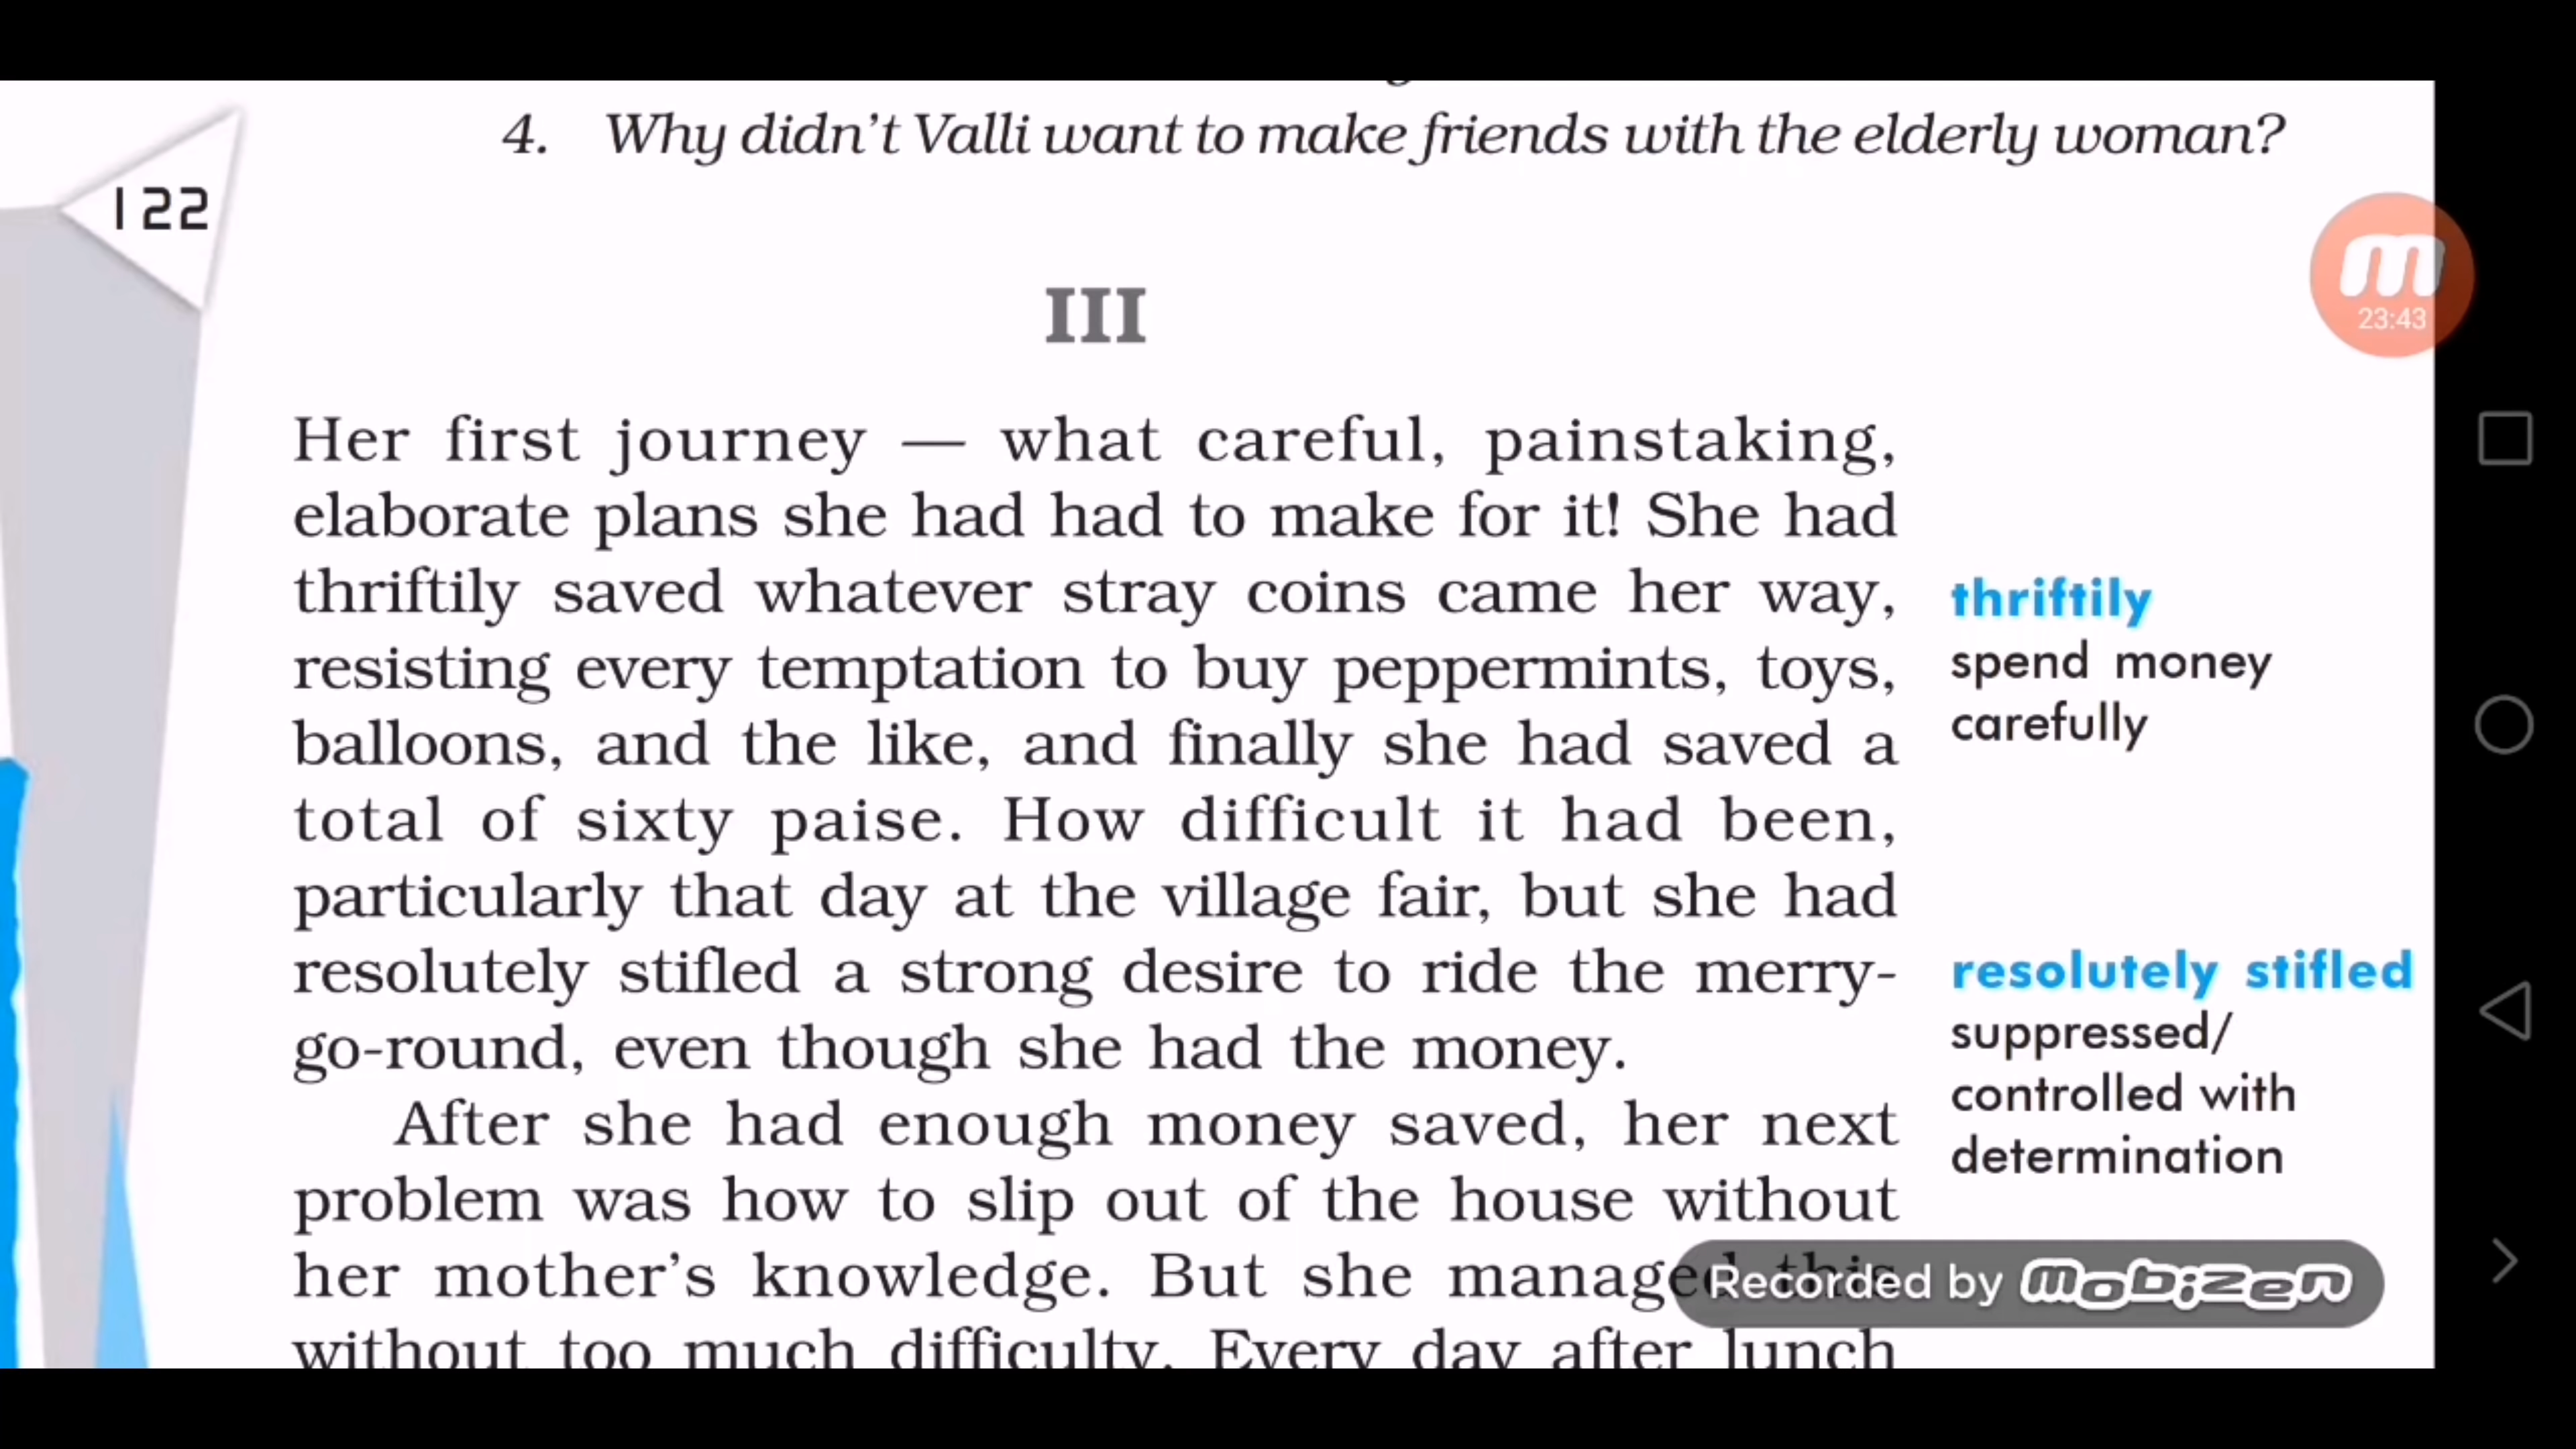 4. Why didn't Valli want to make friends with the elderly woman?
122
III
23:43
Her first journey — what careful, painstaking,
elaborate plans she had had to make for it! She had
thriftily saved whatever stray coins came her way,
resisting every temptation to buy peppermints, toys,
balloons, and the like, and finally she had saved a
total of sixty paise. How difficult it had been,
particularly that day at the village fair, but she had
resolutely stifled a strong desire to ride the merry-
go-round, even though she had the money.
After she had enough money saved, her next
problem was how to slip out of the house without
her mother's knowledge. But she managed this
without too much difficulty. Every day after lunch
thriftily
spend money
carefully
resolutely stifled
suppressed/
controlled with
determination
Recorded by mobizen